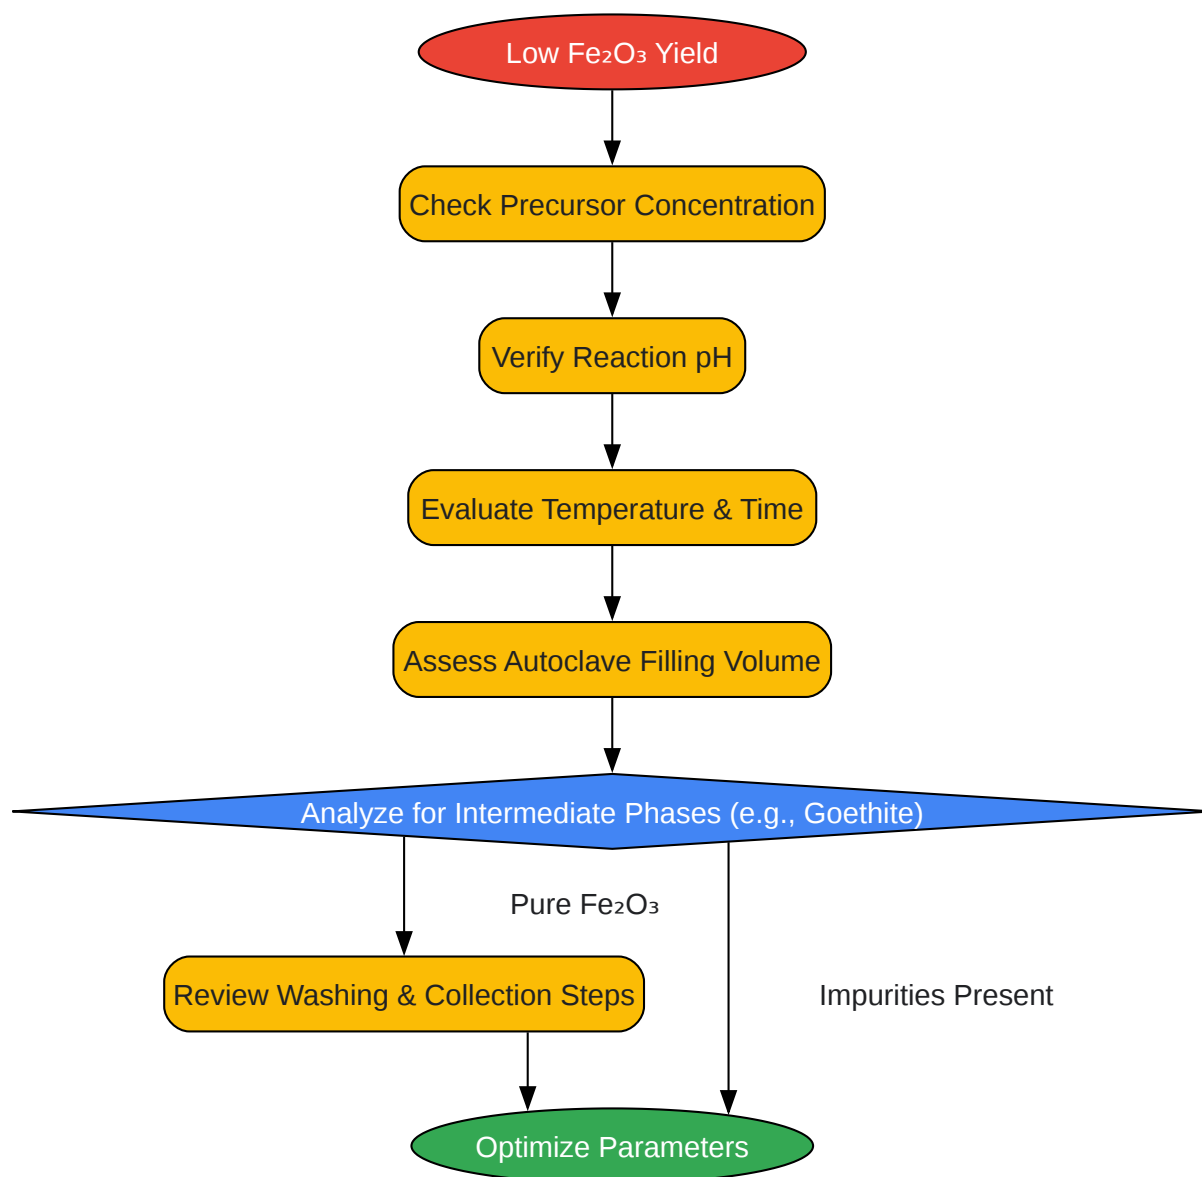 Low Fe₂O₃ Yield
Check Precursor Concentration
Verify Reaction pH
Evaluate Temperature & Time
Assess Autoclave Filling Volume
Analyze for Intermediate Phases (e.g., Goethite)
Pure Fe₂O₃
Review Washing & Collection Steps
Impurities Present
Optimize Parameters